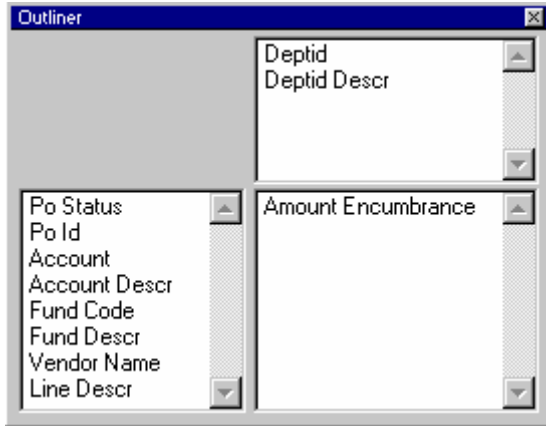 Outliner
Deptid
Deptid Descr
Po Status
Po Id
Account
Account Descr
Fund Code
Fund Descr
Vendor Name
Line Descr
Amount Encumbrance